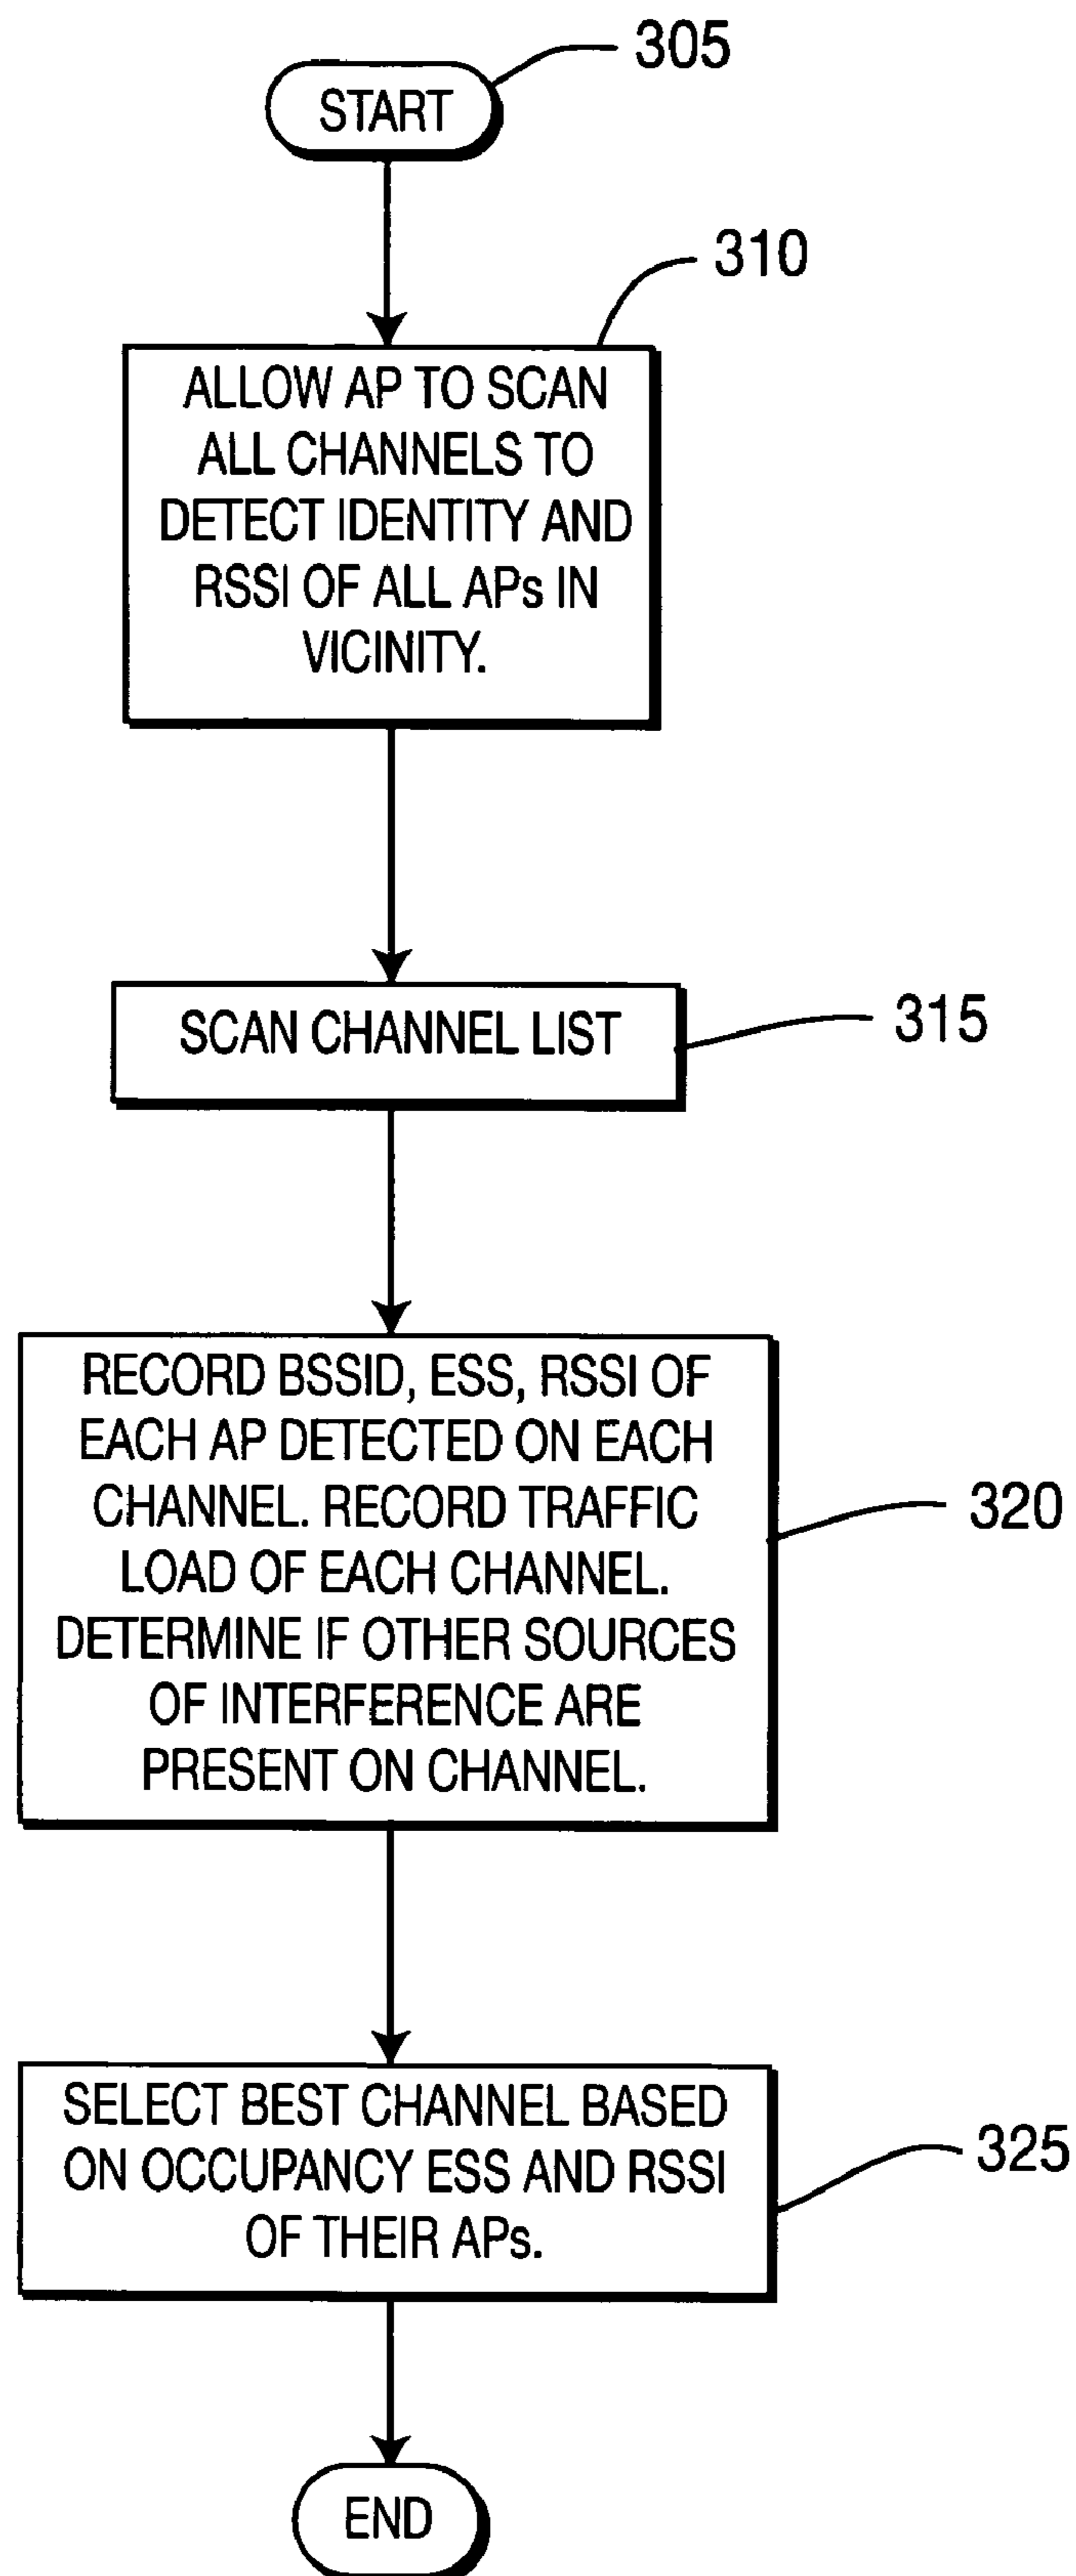 305
START
310
ALLOW AP TO SCAN
ALL CHANNELS TO
DETECT IDENTITY AND
RSSI OF ALL APs IN
VICINITY.
SCAN CHANNEL LIST
315
RECORD BSSID, ESS, RSSI OF
EACH AP DETECTED ON EACH
CHANNEL. RECORD TRAFFIC
LOAD OF EACH CHANNEL.
DETERMINE IF OTHER SOURCES
OF INTERFERENCE ARE
PRESENT ON CHANNEL.
320
SELECT BEST CHANNEL BASED
ON OCCUPANCY ESS AND RSSI
OF THEIR APs.
325
END